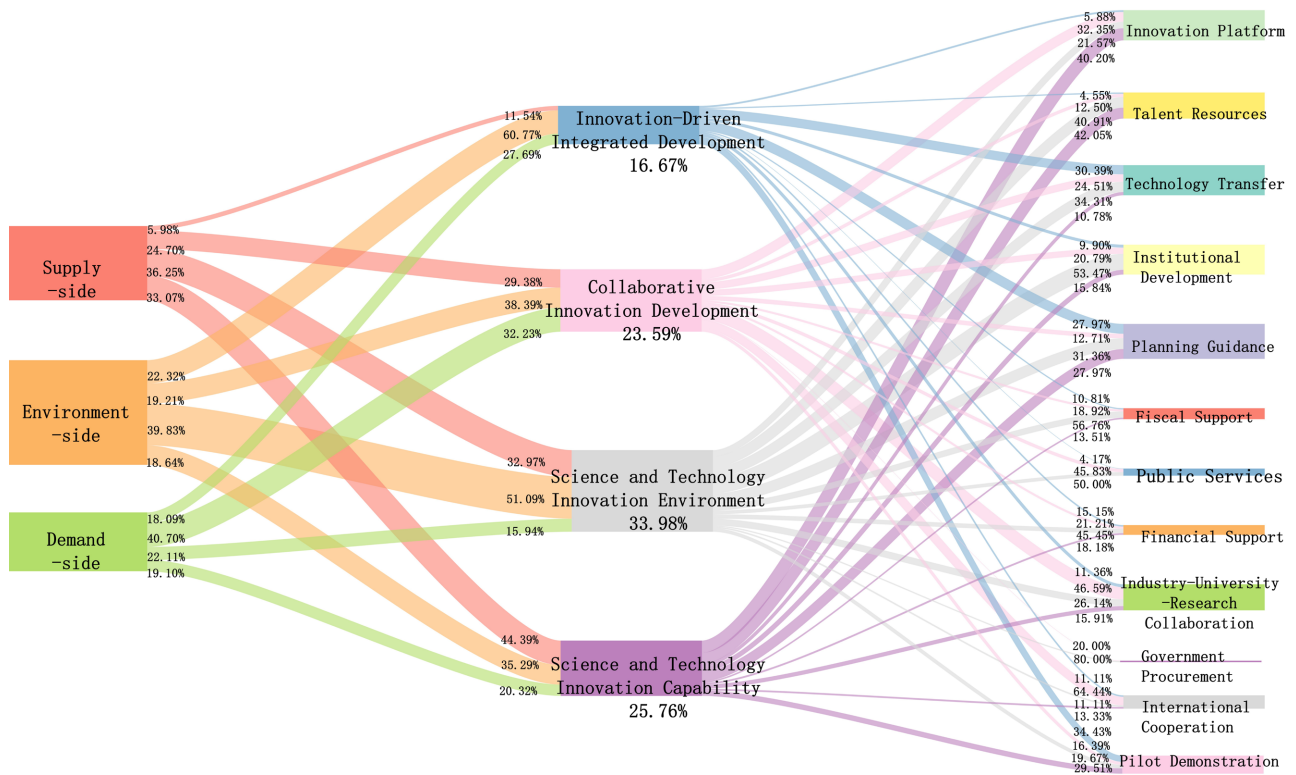 Supply
-side
5.98%
24.70%
36.25%
33.07%
Environment
-side
22.32%
19.21%
39.83%
18.64%
Demand
-side
18.09%
40.70%
22.11%
19.10%
11.54%
60.77%
27.69%
Innovation-Driven
Integrated Development
16.67%
29.38%
38.39%
32.23%
Collaborative
Innovation Development
23.59%
32.97%
51.09%
15.94%
Science and Technology
Innovation Environment
33.98%
44.39%
35.29%
20.32%
Science and Technology
Innovation Capability
25.76%
5.88%
32.35%
21.57%
40.20%
Innovation Platform
4.55%
12.50%
40.91%
42.05%
Talent Resources
30.39%
24.51%
34.31%
10.78%
Technology Transfer
9.90%
20.79%
53.47%
15.84%
Institutional
Development
27.97%
12.71%
31.36%
27.97%
Planning Guidance
10.81%
18.92%
56.76%
13.51%
Fiscal Support
4.17%
45.83%
50.00%
Public Services
15.15%
21.21%
45.45%
18.18%
Financial Support
11.36%
46.59%
26.14%
15.91%
Industry-University
-Research
Collaboration
20.00%
80.00%
Government
Procurement
11.11%
64.44%
11.11%
13.33%
International
Cooperation
34.43%
16.39%
19.67%
29.51%
Pilot Demonstration